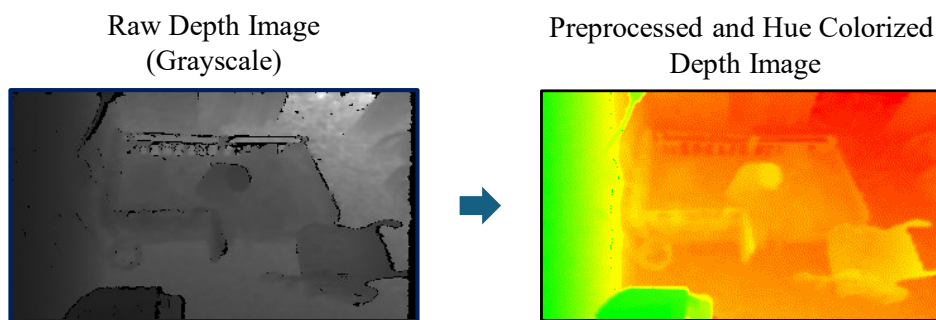 Raw Depth Image
(Grayscale)
Preprocessed and Hue Colorized
Depth Image